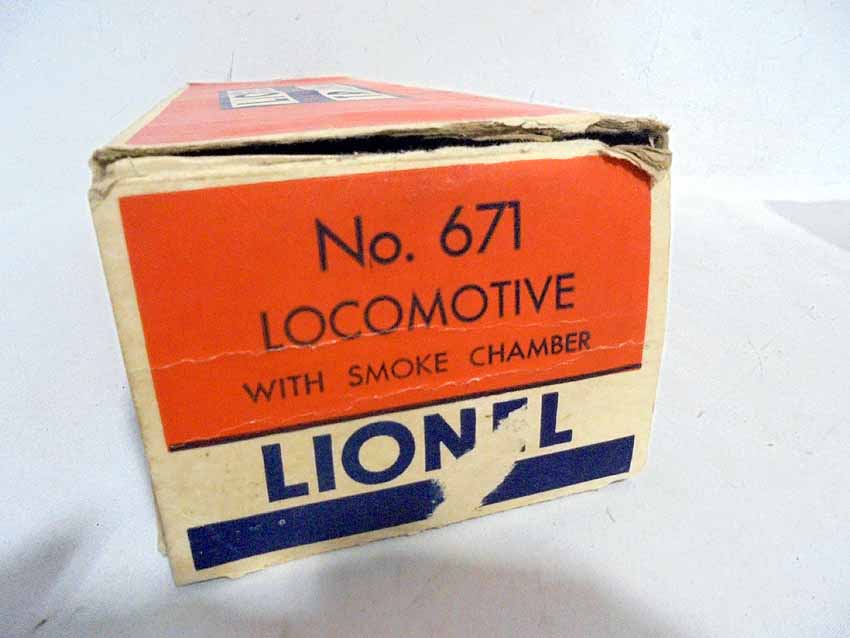 No. 671
LOCOMOTIVE
WITH SMOKE CHAMBER
LIONEL